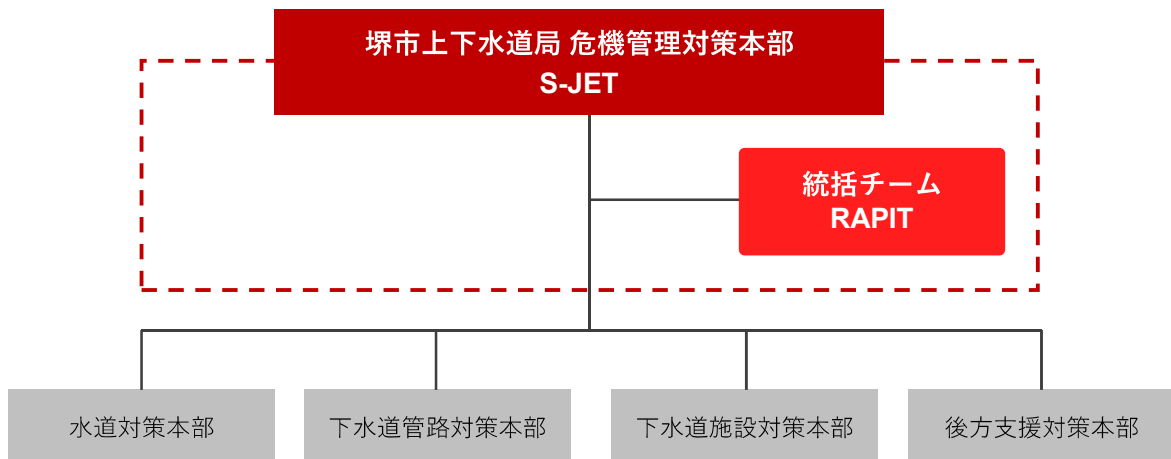 堺市上下水道局 危機管理対策本部
S-JET
統括チーム
RAPIT
水道対策本部
下水道管路対策本部
下水道施設対策本部
後方支援対策本部